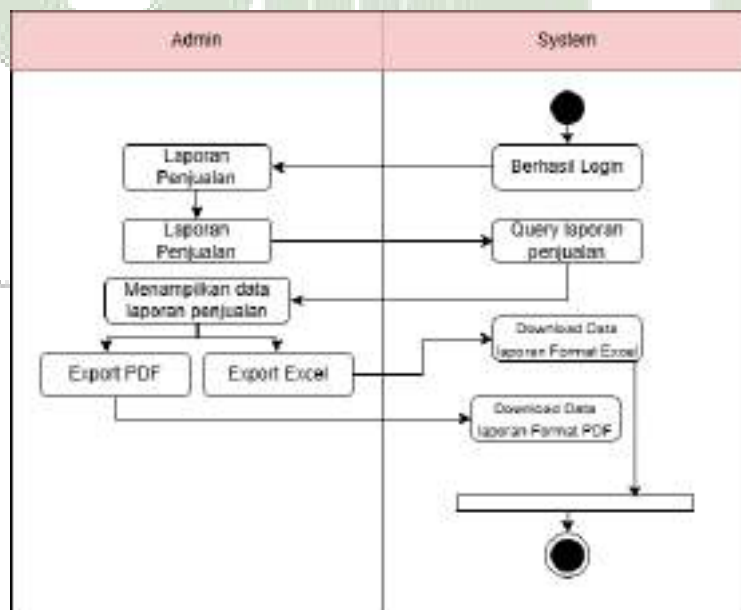 Admin
System
Berhasil Login
Laporan
Penjualan
Laporan
Penjualan
Query laporan
penjualan
Menampilkan data
laporan penjualan
Export PDF
Export Excel
Download Data
laporan Format Excel
Download Data
laporan Format PDF